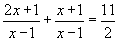 (2x+1)/(x−1) + (x+1)/(x−1) = 11/2